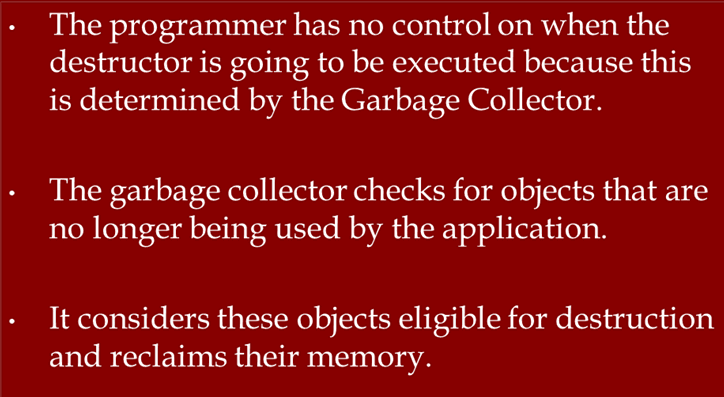 • The programmer has no control on when the
destructor is going to be executed because this
is determined by the Garbage Collector.
• The garbage collector checks for objects that are
no longer being used by the application.
• It considers these objects eligible for destruction
and reclaims their memory.